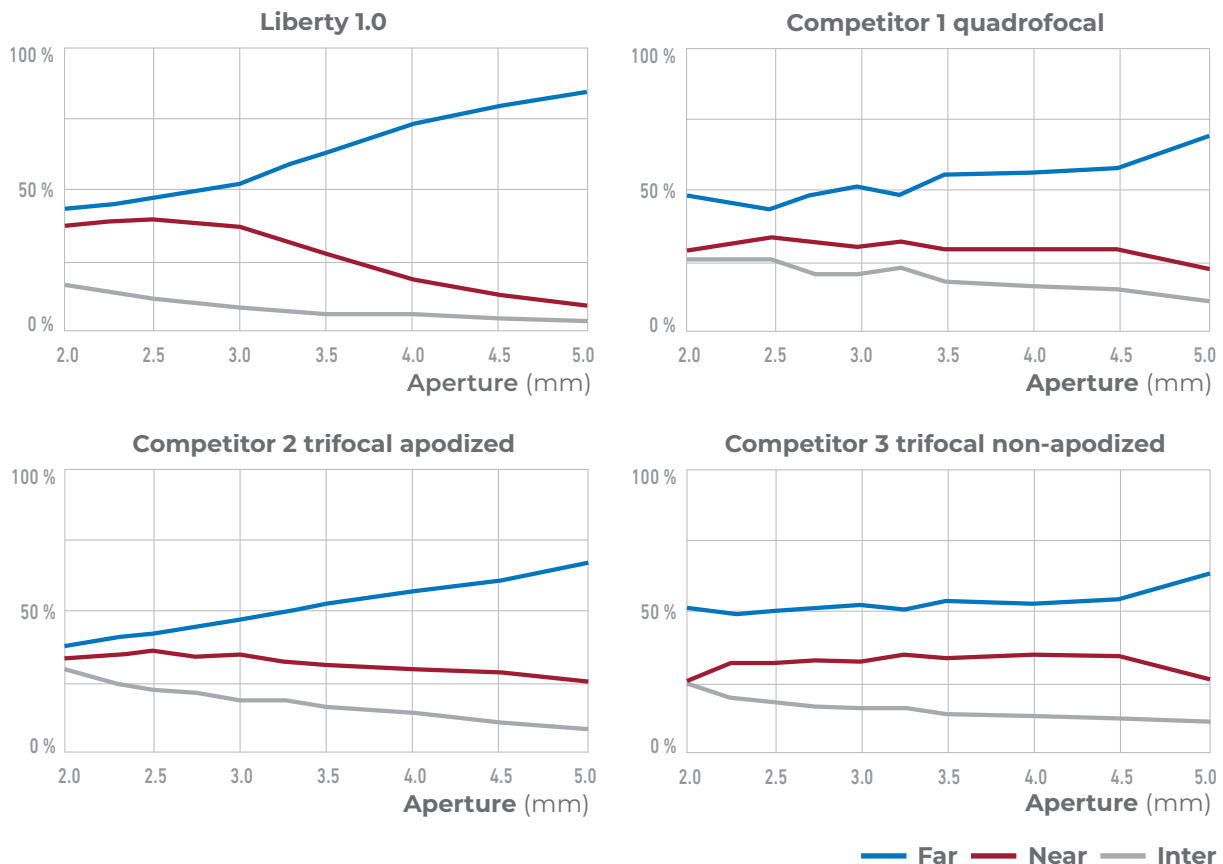 Liberty 1.0
100 %
50 %
0 %
2.0 2.5 3.0 3.5 4.0 4.5 5.0
Aperture (mm)
Competitor 1 quadrofocal
100 %
50 %
0 %
2.0 2.5 3.0 3.5 4.0 4.5 5.0
Aperture (mm)
Competitor 2 trifocal apodized
100 %
50 %
0 %
2.0 2.5 3.0 3.5 4.0 4.5 5.0
Aperture (mm)
Competitor 3 trifocal non-apodized
100 %
50 %
0 %
2.0 2.5 3.0 3.5 4.0 4.5 5.0
Aperture (mm)
Far Near Inter